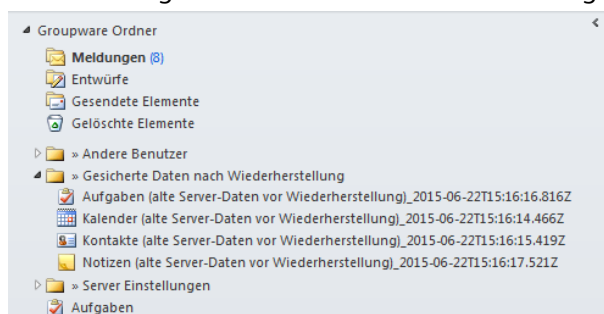 Groupware Ordner
Meldungen (8)
Entwürfe
Gesendete Elemente
Gelöschte Elemente
» Andere Benutzer
» Gesicherte Daten nach Wiederherstellung
Aufgaben (alte Server-Daten vor Wiederherstellung)_2015-06-22T15:16:16.816Z
Kalender (alte Server-Daten vor Wiederherstellung)_2015-06-22T15:16:14.466Z
Kontakte (alte Server-Daten vor Wiederherstellung)_2015-06-22T15:16:15.419Z
Notizen (alte Server-Daten vor Wiederherstellung)_2015-06-22T15:16:17.521Z
» Server Einstellungen
Aufgaben